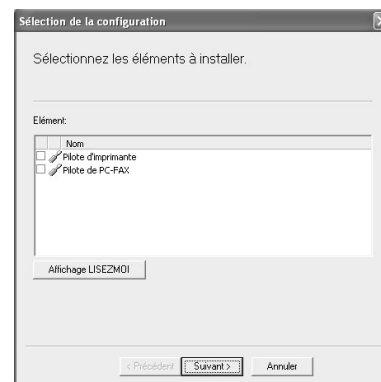 Sélection de la configuration
Sélectionnez les éléments à installer.
Elément:
Nom
Pilote d'imprimante
Pilote de PC-FAX
Affichage LISEZMOI
< Précédent
Suivant >
Annuler